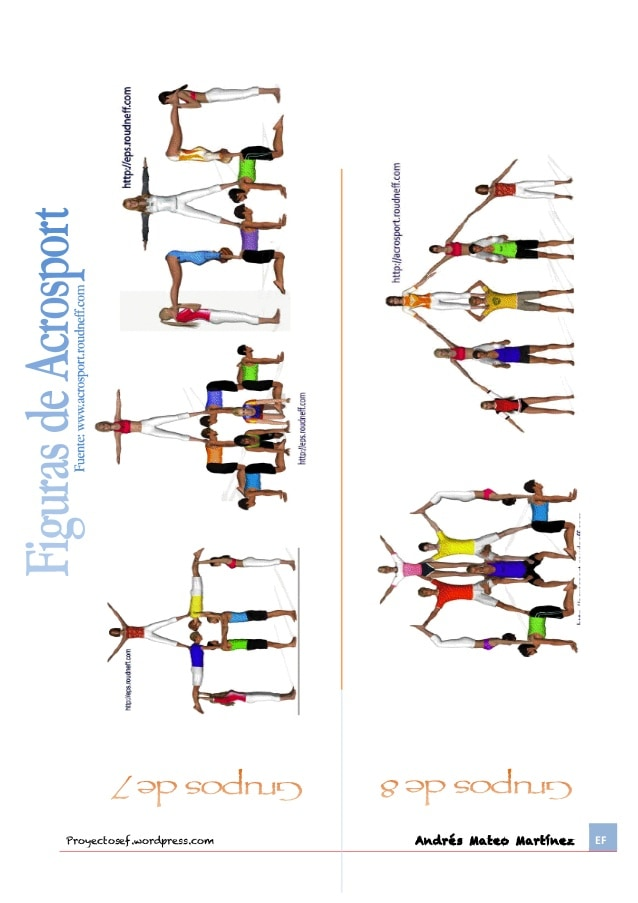 Figuras de Acrosport
Fuente: www.acrosport.roudneff.com
http://eps.roudneff.com
http://eps.roudneff.com
http://eps.roudneff.com
Grupos de 7
http://acrosport.roudneff.com
Grupos de 8
Proyectosef.wordpress.com
Andrés Mateo Martínez
EF